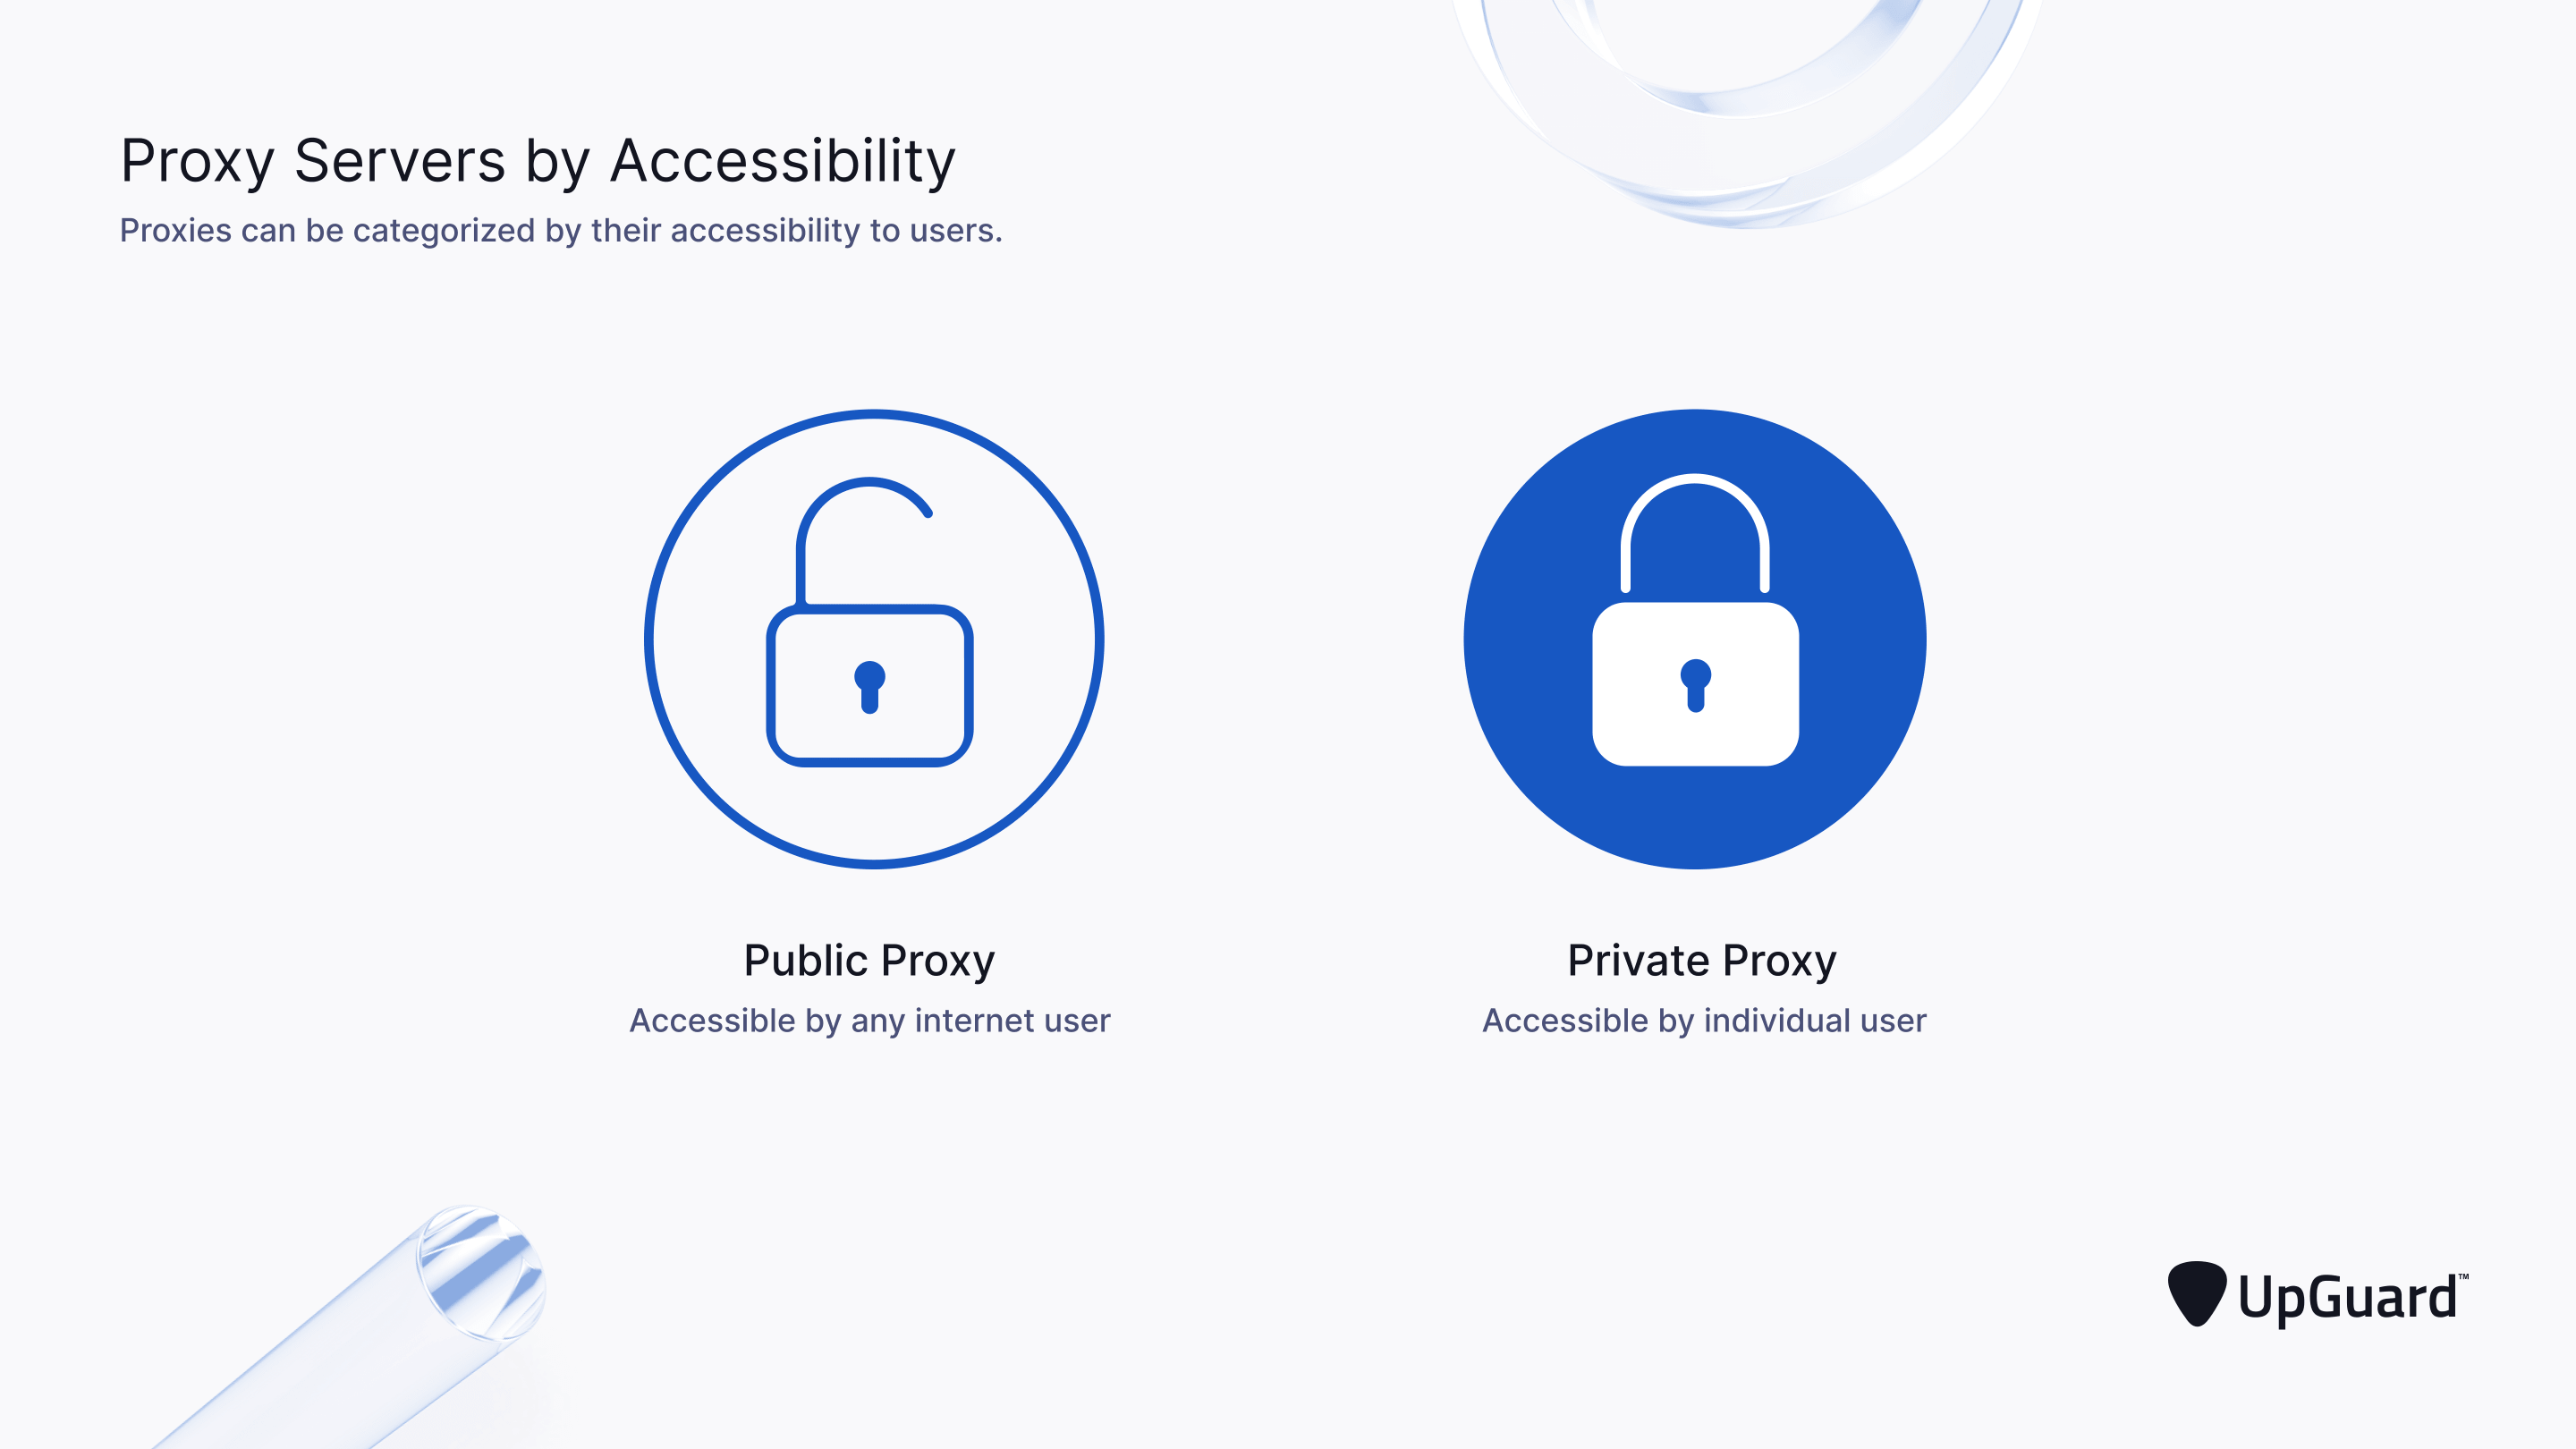 Proxy Servers by Accessibility
Proxies can be categorized by their accessibility to users.
Public Proxy
Accessible by any internet user
Private Proxy
Accessible by individual user
UpGuard™